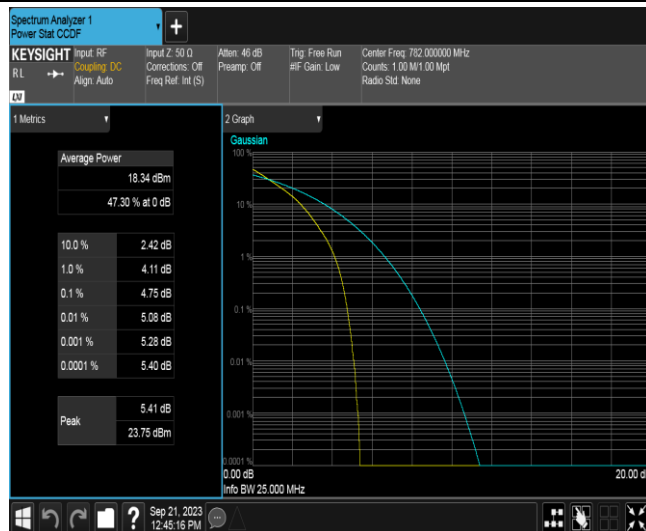 Spectrum Analyzer 1
Power Stat CCDF
+
KEYSIGHT
RL
Input: RF
Coupling: DC
Align: Auto
Input Z: 50 Ω
Corrections: Off
Freq Ref: Int (S)
Atten: 46 dB
Preamp: Off
Trig: Free Run
#IF Gain: Low
Center Freq: 782.000000 MHz
Counts: 1.00 M/1.00 Mpt
Radio Std: None
1 Metrics
Average Power
18.34 dBm
47.30 % at 0 dB
10.0 % 2.42 dB
1.0 % 4.11 dB
0.1 % 4.75 dB
0.01 % 5.08 dB
0.001 % 5.28 dB
0.0001 % 5.40 dB
Peak
5.41 dB
23.75 dBm
2 Graph
Gaussian
100 %
10 %
1 %
0.1 %
0.01 %
0.001 %
0.0001 %
0.00 dB
20.00 d
Info BW 25.000 MHz
?
Sep 21, 2023
12:45:16 PM